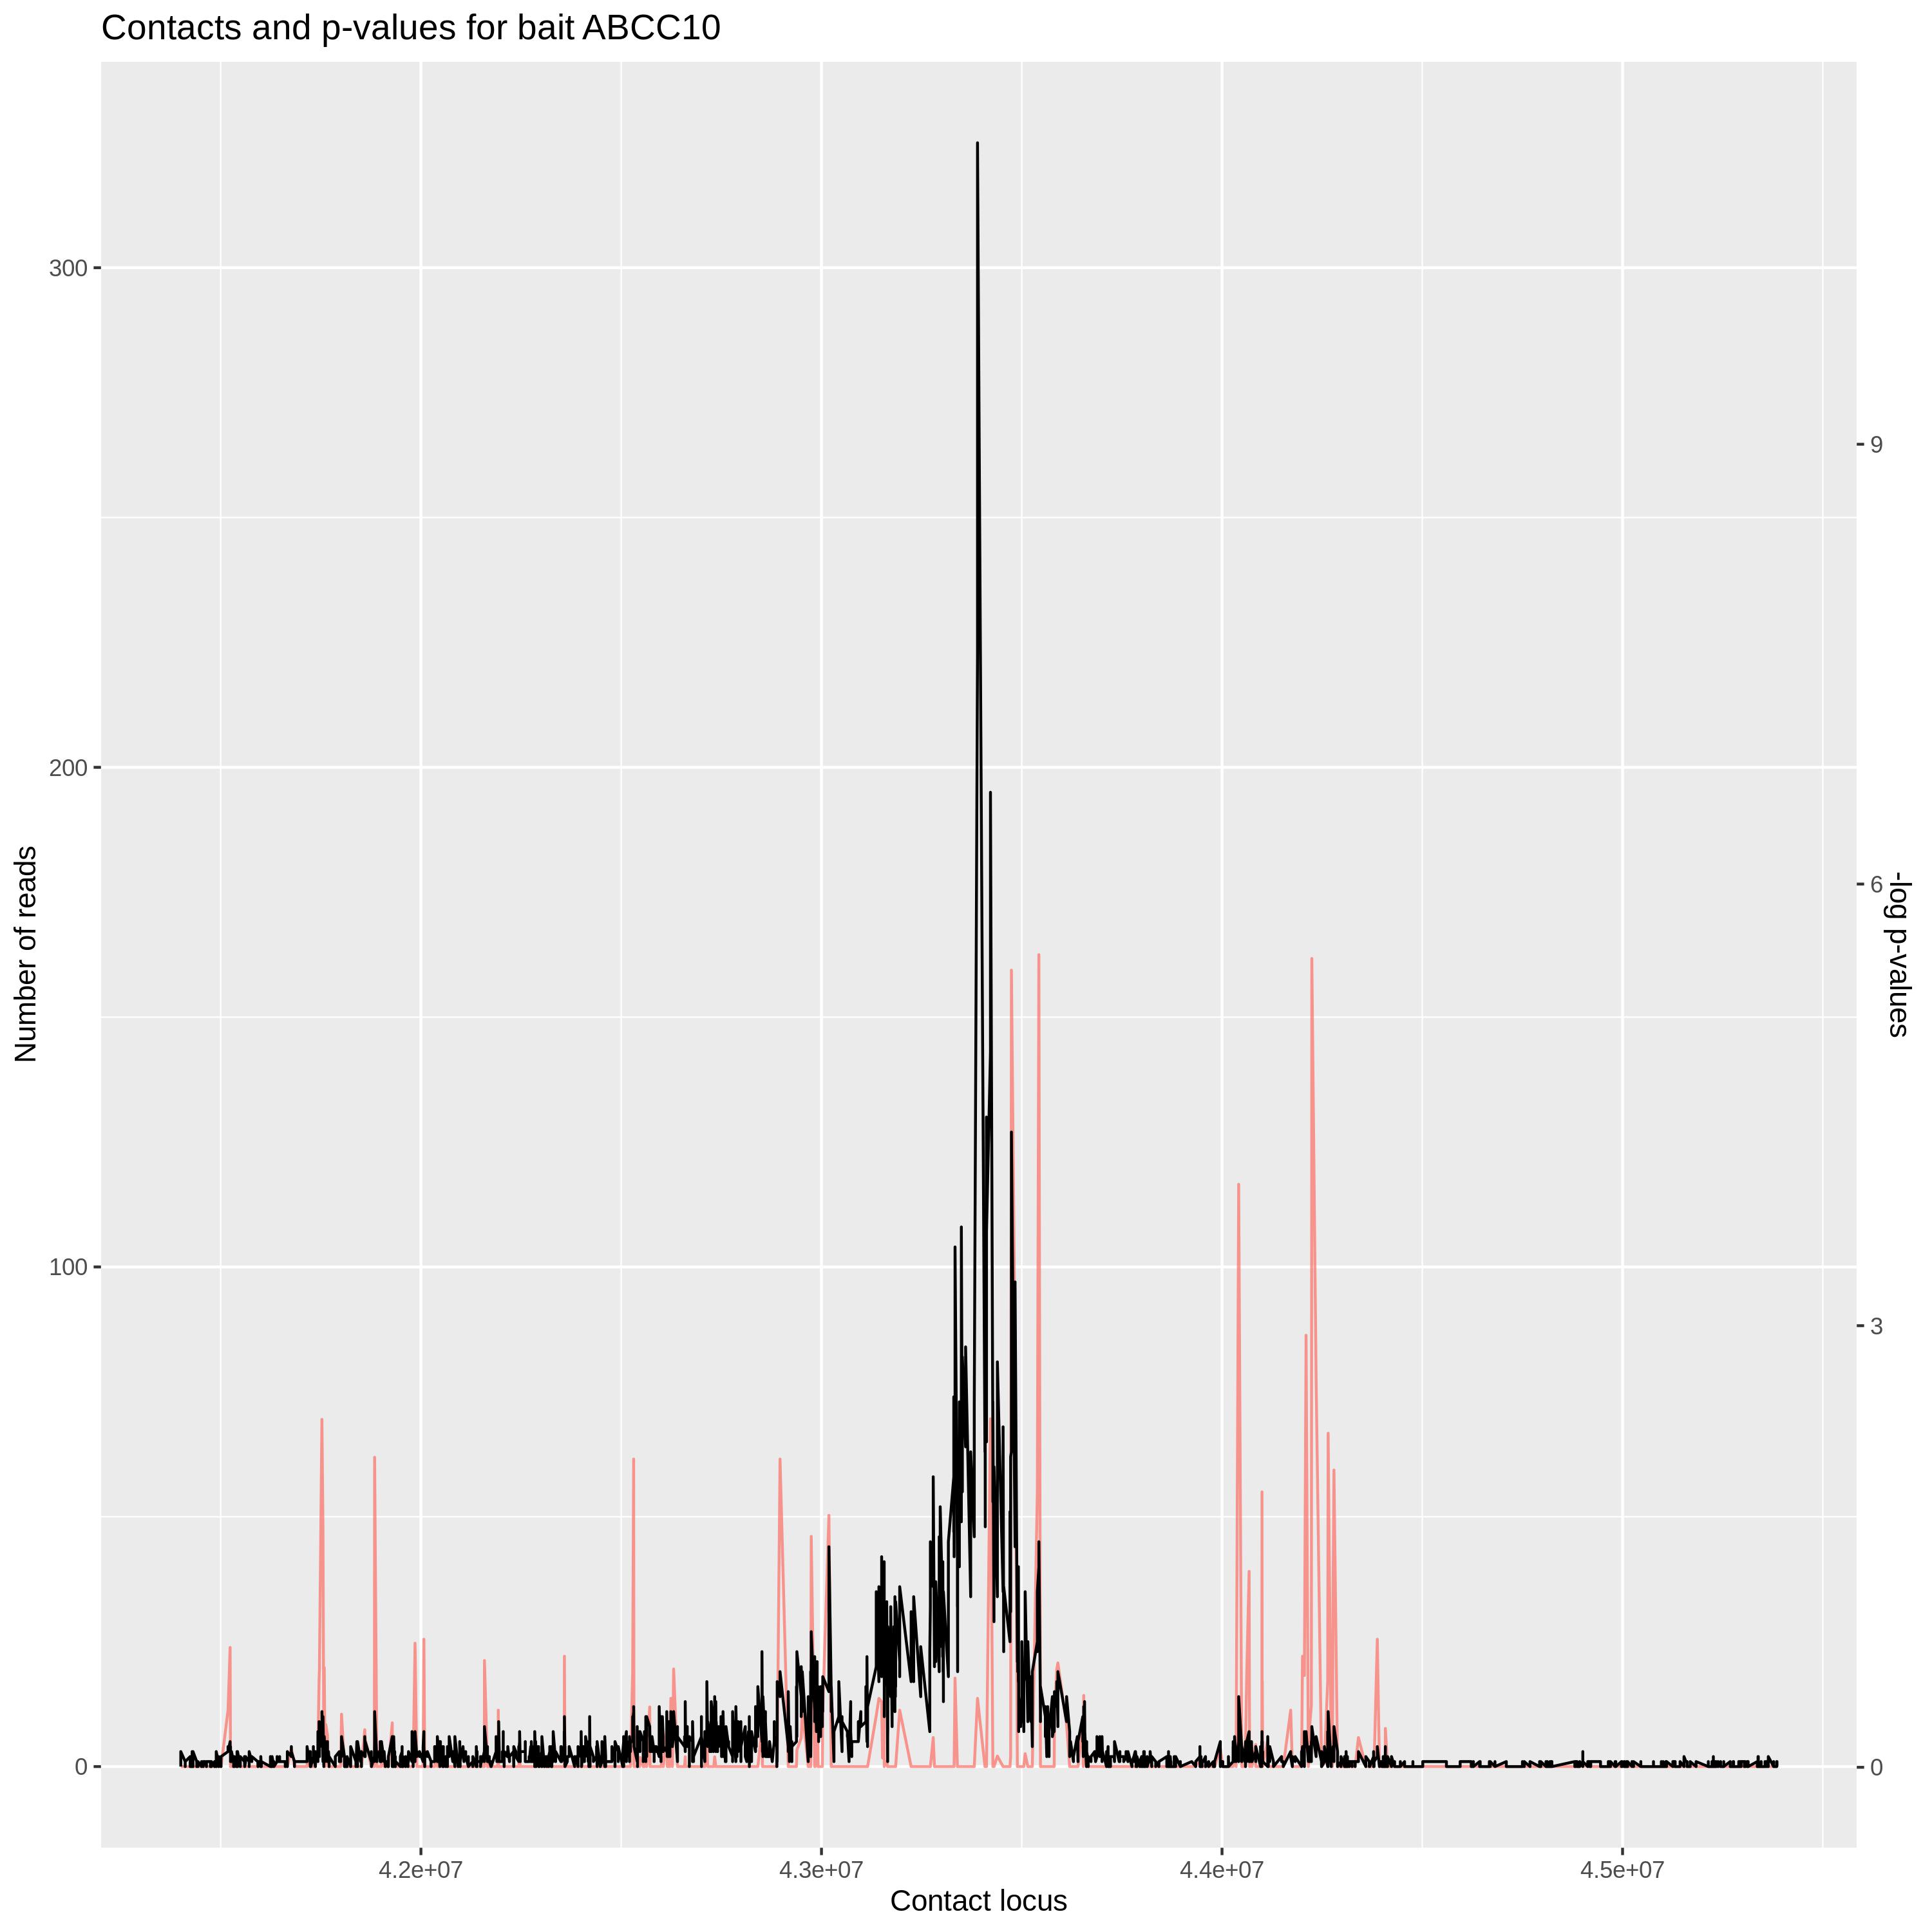 Contacts and p-values for bait ABCC10
300
200
100
0
9
6
3
0
Number of reads
-log p-values
4.2e+07
4.3e+07
4.4e+07
4.5e+07
Contact locus